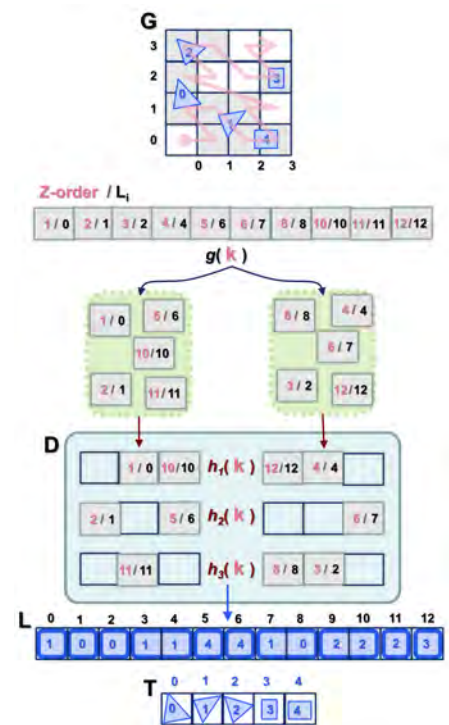 G
3
2
1
0
2
3
0
1
4
0 1 2 3
Z-order / Lᵢ
1/0 2/1 3/2 4/4 5/6 6/7 8/8 10/10 11/11 12/12
g(k)
1/0 5/6 10/10 2/1 11/11
8/8 4/4 6/7 3/2 12/12
D
1/0 10/10 h₁(k) 12/12 4/4
2/1 5/6 h₂(k) 6/7
11/11 h₃(k) 8/8 3/2
0 1 2 3 4 5 6 7 8 9 10 11 12
L 1 0 0 1 1 4 4 1 0 2 2 2 3
0 1 2 3 4
T 0 1 2 3 4